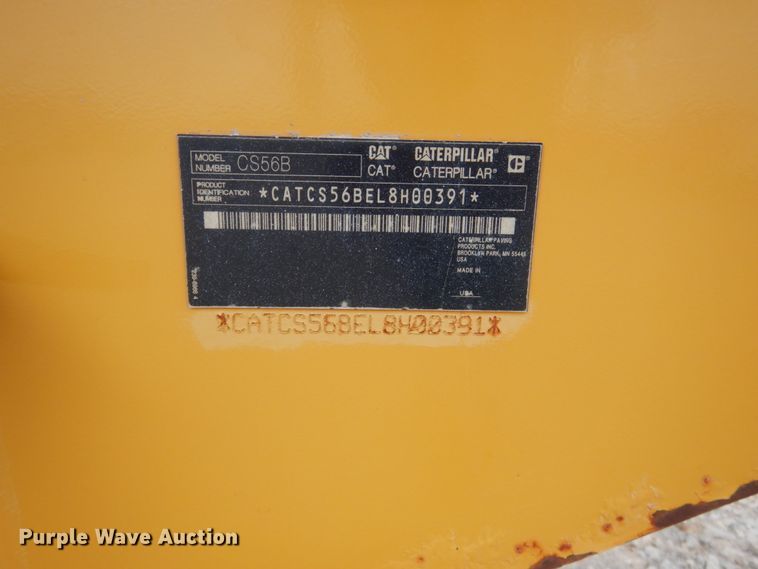 MODEL NUMBER CS56B
CAT® CATERPILLAR® C
CAT® CATERPILLAR®
PRODUCT IDENTIFICATION NUMBER *CATCS56BEL8H00391*
CATERPILLAR PAVING
PRODUCTS INC.
BROOKLYN PARK, MN 55445
USA
MADE IN
USA
*CATCS56BEL8H00391*
Purple Wave Auction